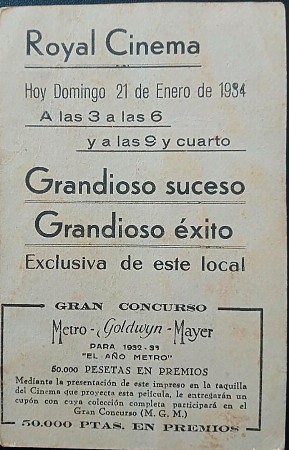 Royal Cinema
Hoy Domingo 21 de Enero de 1934
A las 3 a las 6
y a las 9 y cuarto
Grandioso suceso
Grandioso éxito
Exclusiva de este local
GRAN CONCURSO
Metro - Goldwyn - Mayer
PARA 1932-33
"EL AÑO METRO"
50.000 PESETAS EN PREMIOS
Mediante la presentación de este impreso en la taquilla
del Cinema que proyecta esta película, le entregarán un
cupón con cuya colección completa participará en el
Gran Concurso (M. G. M.)
50.000 PTAS. EN PREMIOS